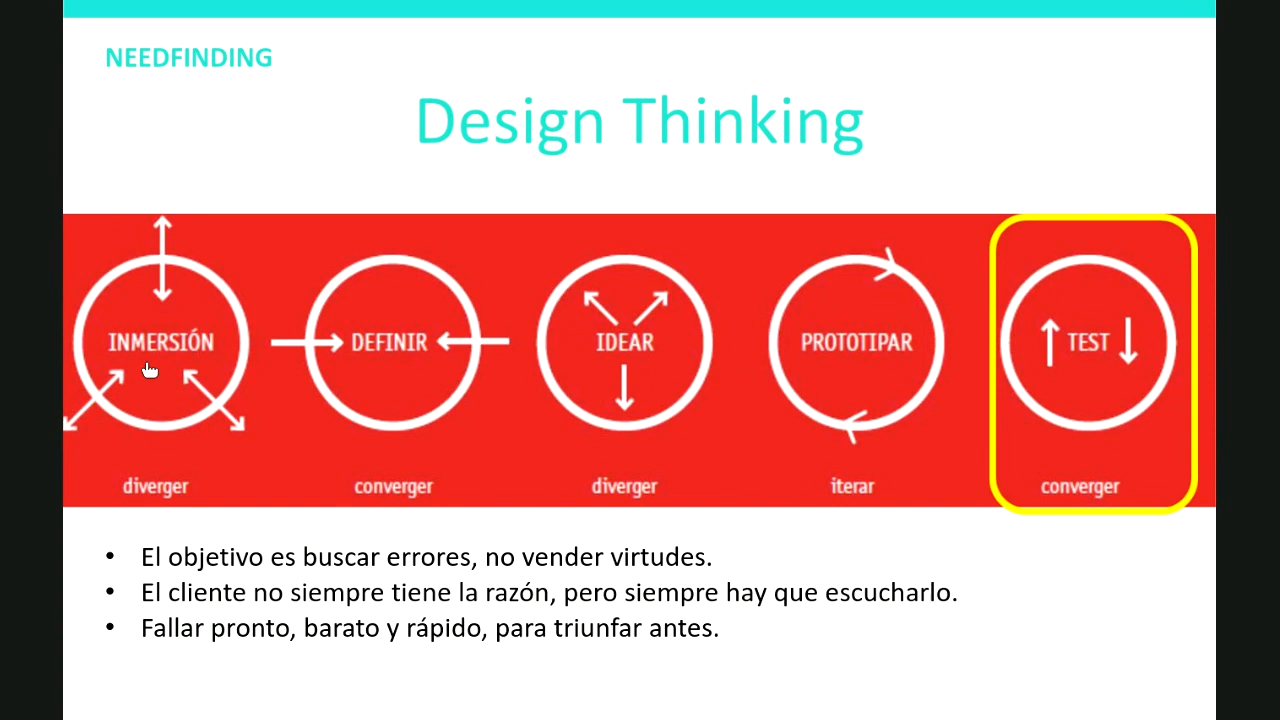 NEEDFINDING
Design Thinking
INMERSIÓN
DEFINIR
IDEAR
PROTOTIPAR
TEST
diverger
converger
diverger
iterar
converger
• El objetivo es buscar errores, no vender virtudes.
• El cliente no siempre tiene la razón, pero siempre hay que escucharlo.
• Fallar pronto, barato y rápido, para triunfar antes.